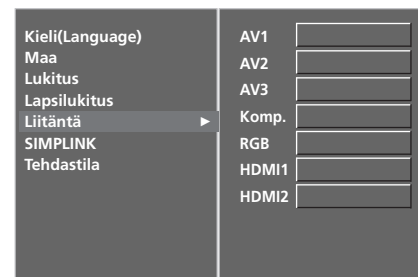 Kieli(Language)
Maa
Lukitus
Lapsilukitus
Liitäntä ►
SIMPLINK
Tehdastila
AV1
AV2
AV3
Komp.
RGB
HDMI1
HDMI2